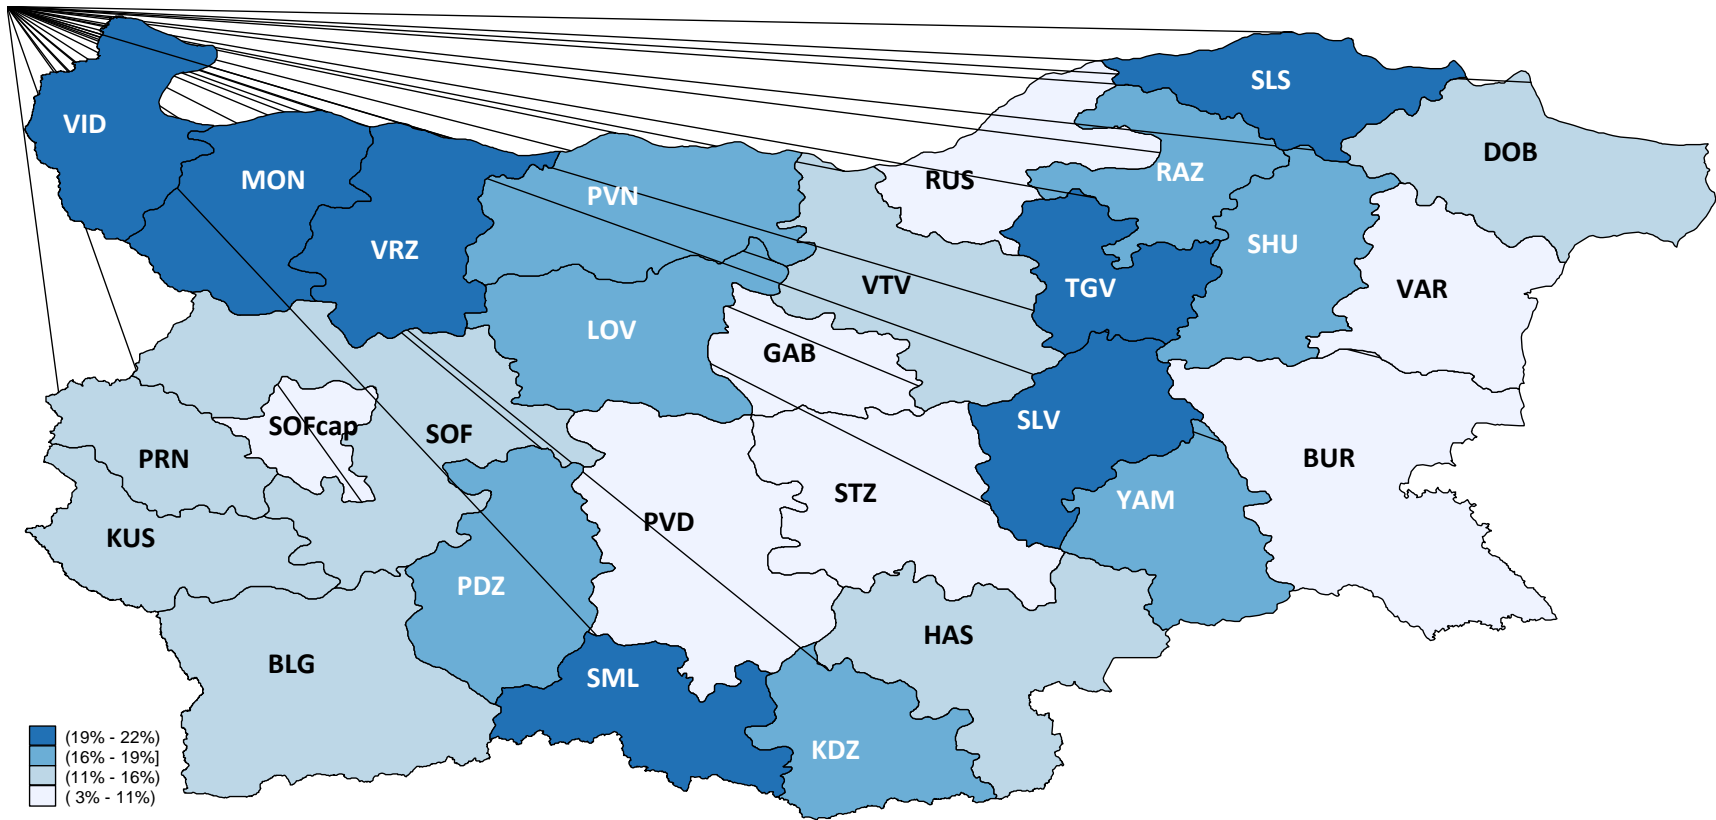 SLS
VID
DOB
MON
RAZ
RUS
PVN
SHU
VRZ
VTV
TGV
VAR
LOV
GAB
SLV
SOFcap
SOF
PRN
BUR
STZ
YAM
PVD
KUS
PDZ
HAS
BLG
SML
KDZ
(19% - 22%)
(16% - 19%]
(11% - 16%)
( 3% - 11%)